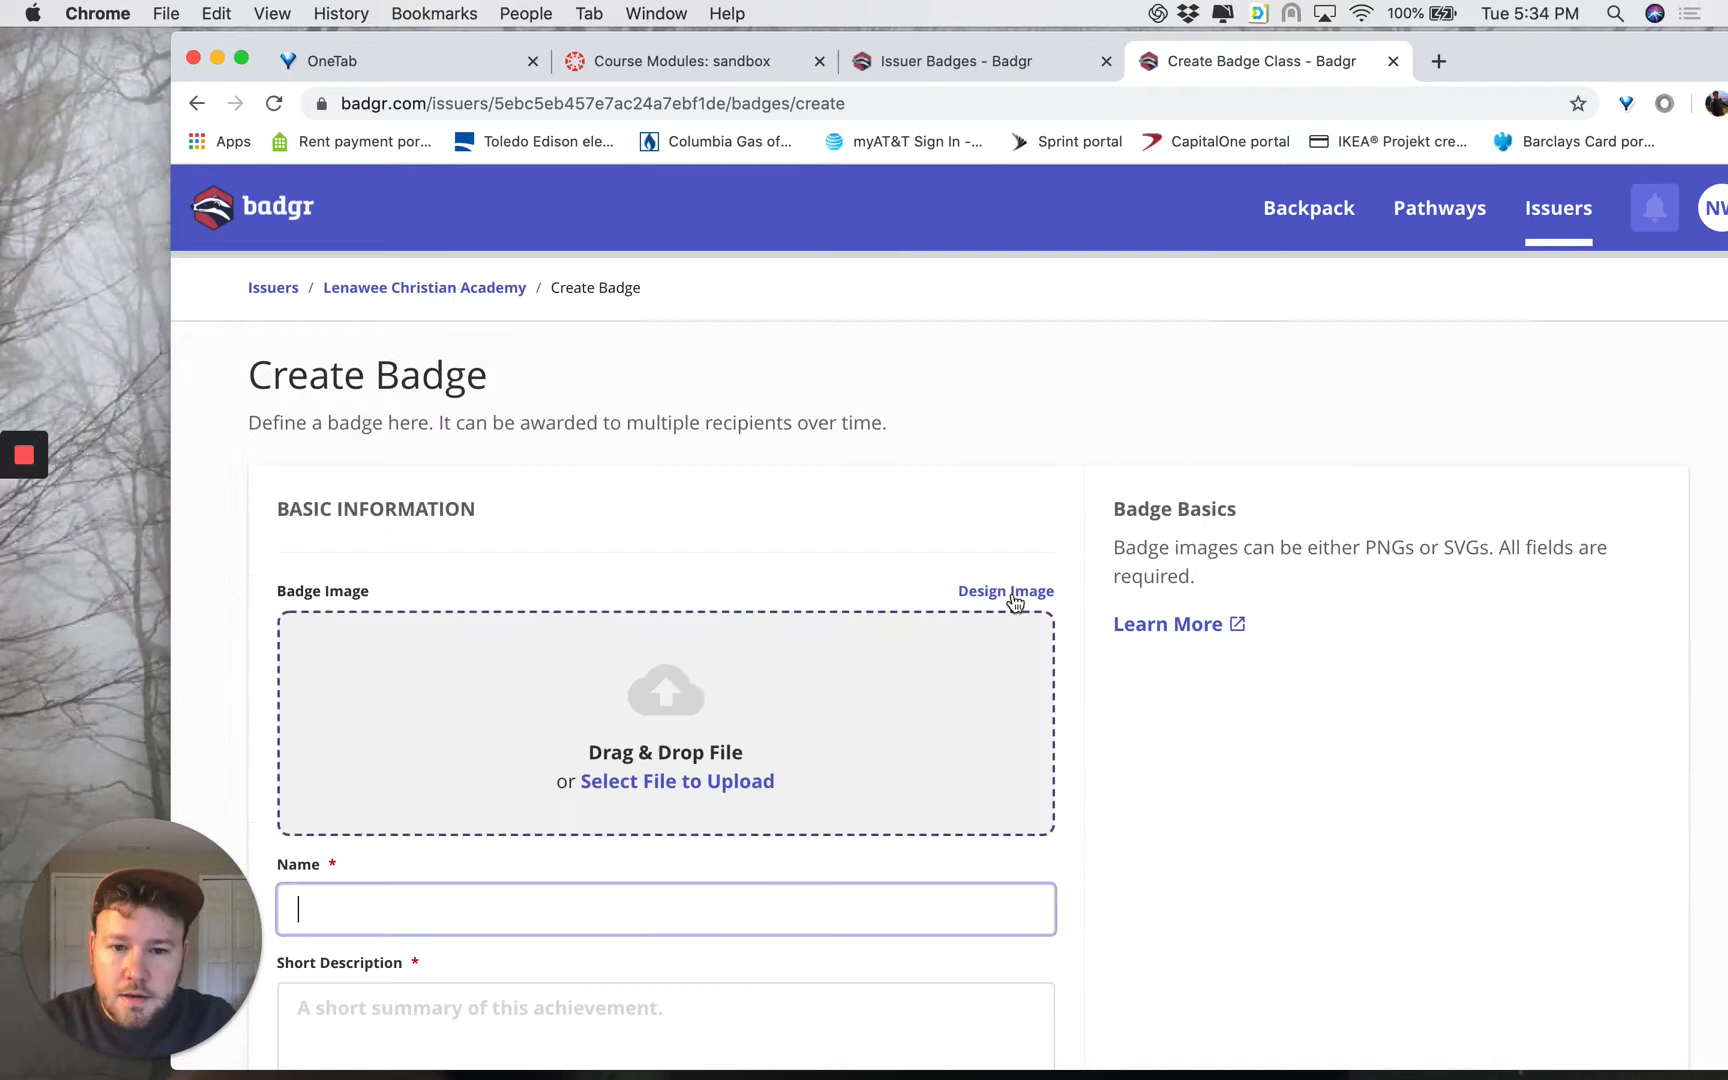 Chrome File Edit View History Bookmarks People Tab Window Help 100% Tue 5:34 PM
OneTab Course Modules: sandbox Issuer Badges - Badgr Create Badge Class - Badgr
badgr.com/issuers/5ebc5eb457e7ac24a7ebf1de/badges/create
Apps Rent payment por... Toledo Edison ele... Columbia Gas of... myAT&T Sign In -... Sprint portal CapitalOne portal IKEA® Projekt cre... Barclays Card por...
badgr Backpack Pathways Issuers NW
Issuers / Lenawee Christian Academy / Create Badge
Create Badge
Define a badge here. It can be awarded to multiple recipients over time.
BASIC INFORMATION
Badge Image Design Image
Drag & Drop File
or Select File to Upload
Name *
Short Description *
A short summary of this achievement.
Badge Basics
Badge images can be either PNGs or SVGs. All fields are
required.
Learn More